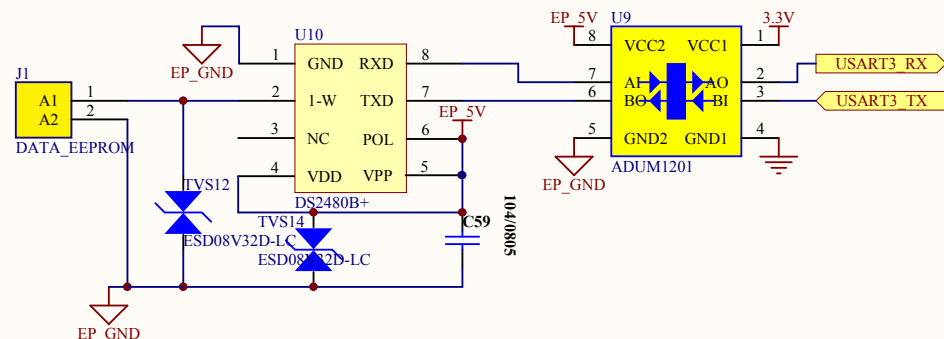 EP_5V
U9
3.3V
U10
8
VCC2
VCC1
1
EP_GND
1
GND
RXD
8
7
AI
AO
2
USART3_RX
J1
A1
1
2
1-W
TXD
7
6
BO
BI
3
USART3_TX
A2
2
EP_5V
3
NC
POL
6
5
GND2
GND1
4
DATA_EEPROM
4
VDD
VPP
5
EP_GND
ADUM1201
TVS12
DS2480B+
TVS14
C59
104/0805
ESD08V32D-LC
ESD08V32D-LC
EP_GND